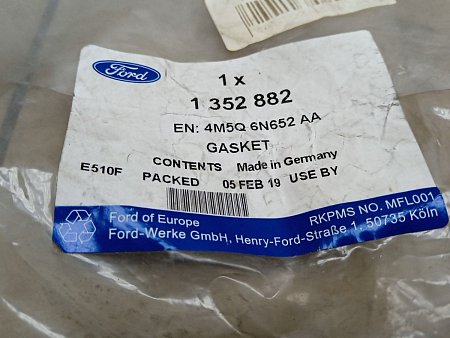 Ford
1 x
1 352 882
EN: 4M5Q 6N652 AA
GASKET
CONTENTS Made in Germany
E510F PACKED 05 FEB 19 USE BY
Ford of Europe RKPMS NO. MFL001
Ford-Werke GmbH, Henry-Ford-Straße 1, 50735 Köln